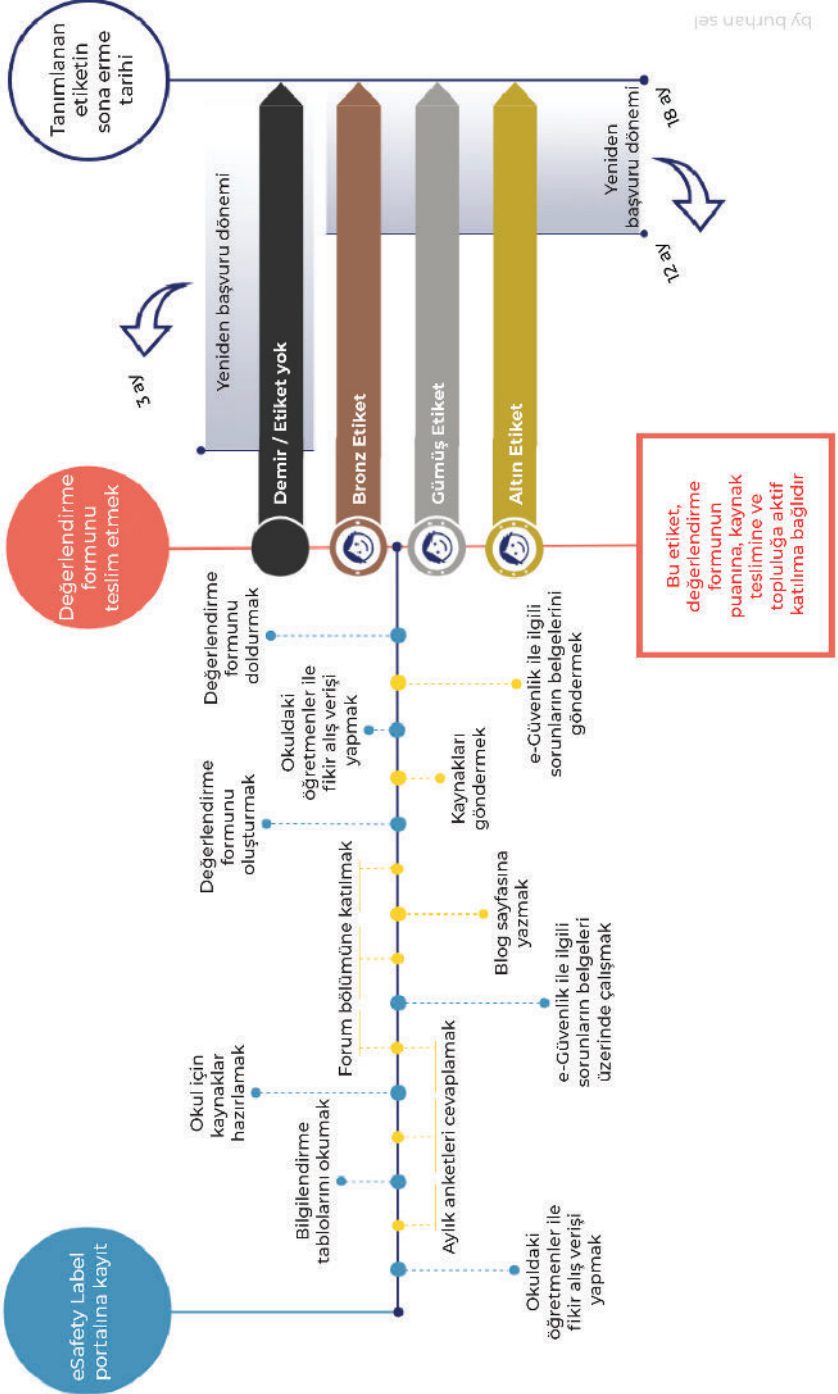 eSafety Label
portalına kayıt
Okuldaki
öğretmenler ile
fikir alış verişi
yapmak
Bilgilendirme
tablolarını okumak
Aylık anketleri cevaplamak
Okul için
kaynaklar
hazırlamak
Forum bölümüne katılmak
e-Güvenlik ile ilgili
sorunların belgeleri
üzerinde çalışmak
Blog sayfasına
yazmak
Değerlendirme
formunu
oluşturmak
Kaynakları
göndermek
Okuldaki
öğretmenler ile
fikir alış verişi
yapmak
e-Güvenlik ile ilgili
sorunların belgelerini
göndermek
Değerlendirme
formunu
doldurmak
Değerlendirme
formunu
teslim etmek
Demir / Etiket yok
Bronz Etiket
Gümüş Etiket
Altın Etiket
Bu etiket,
değerlendirme
formunun
puanına, kaynak
teslimine ve
topluluğa aktif
katılıma bağlıdır
3 ay
Yeniden başvuru dönemi
Yeniden
başvuru dönemi
12 ay
18 ay
Tanımlanan
etiketin
sona erme
tarihi
by burhan sel